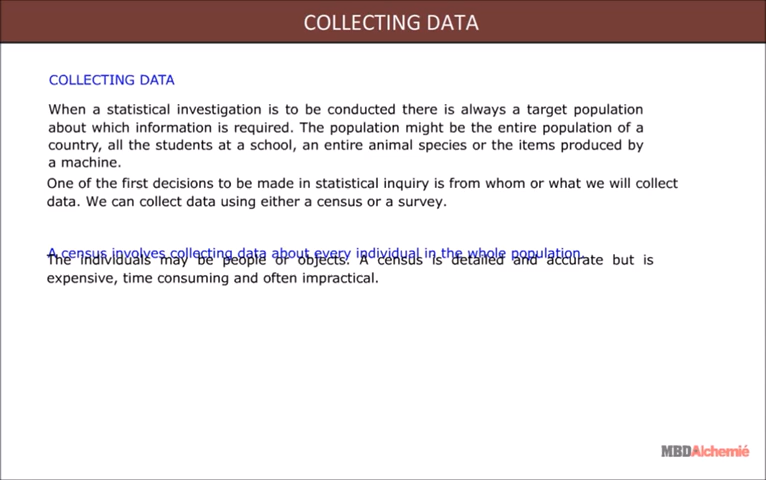 COLLECTING DATA
COLLECTING DATA
When a statistical investigation is to be conducted there is always a target population
about which information is required. The population might be the entire population of a
country, all the students at a school, an entire animal species or the items produced by
a machine.
One of the first decisions to be made in statistical inquiry is from whom or what we will collect
data. We can collect data using either a census or a survey.
A census involves collecting data about every individual in the whole population.
The individuals may be people or objects. A census is detailed and accurate but is
expensive, time consuming and often impractical.
MBDAlchemié